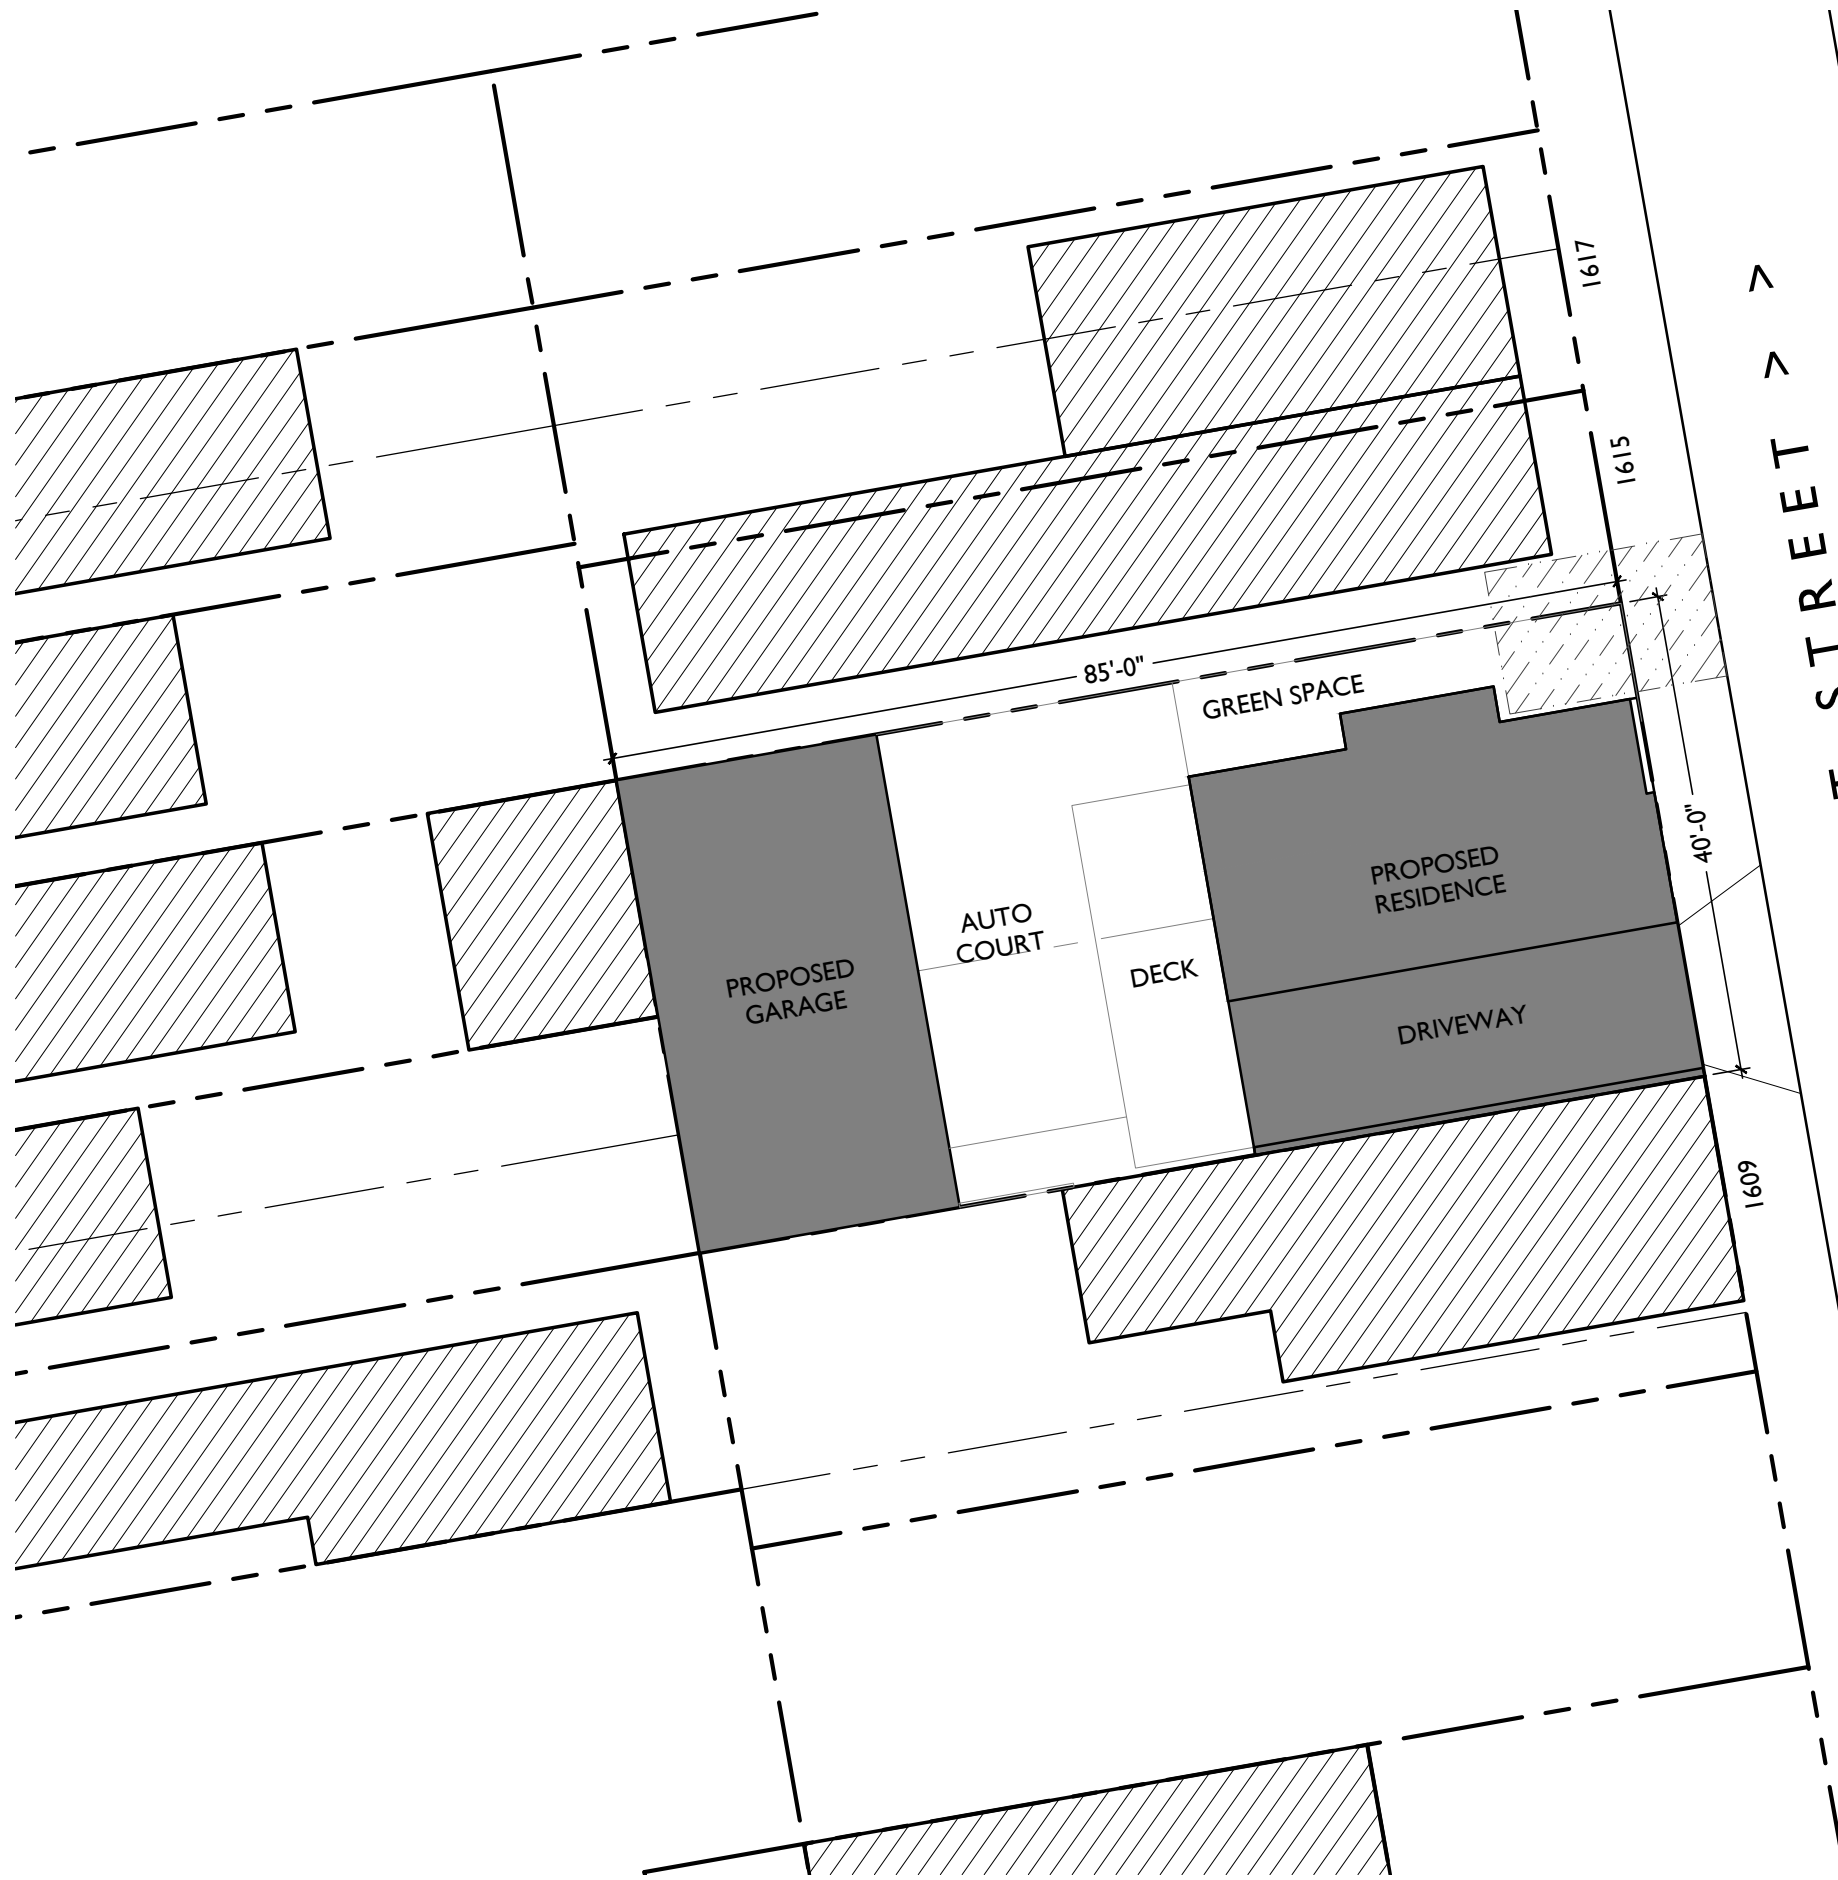 1617
1615
STREET > >
85'-0"
GREEN SPACE
40'-0"
PROPOSED
RESIDENCE
AUTO
COURT
DECK
PROPOSED
GARAGE
DRIVEWAY
1609